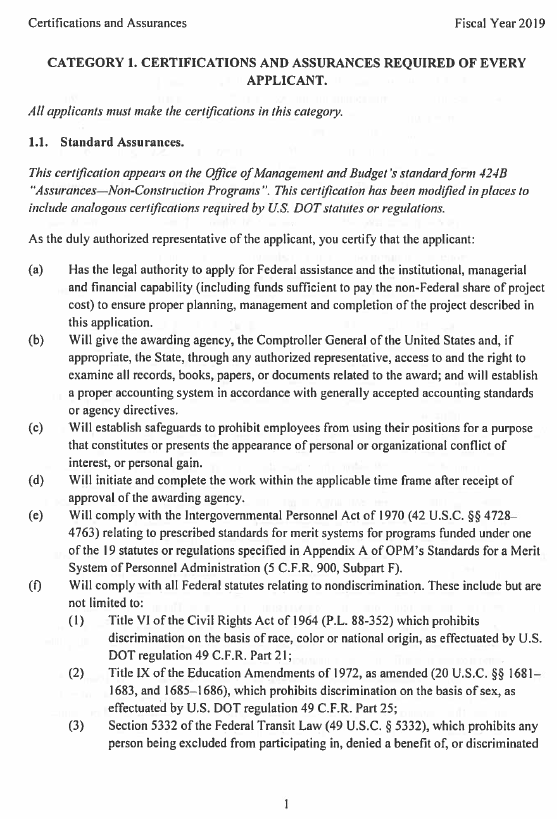 Certifications and Assurances Fiscal Year 2019
CATEGORY 1. CERTIFICATIONS AND ASSURANCES REQUIRED OF EVERY
APPLICANT.
All applicants must make the certifications in this category.
1.1. Standard Assurances.
This certification appears on the Office of Management and Budget's standard form 424B
"Assurances—Non-Construction Programs". This certification has been modified in places to
include analogous certifications required by U.S. DOT statutes or regulations.
As the duly authorized representative of the applicant, you certify that the applicant:
(a) Has the legal authority to apply for Federal assistance and the institutional, managerial
and financial capability (including funds sufficient to pay the non-Federal share of project
cost) to ensure proper planning, management and completion of the project described in
this application.
(b) Will give the awarding agency, the Comptroller General of the United States and, if
appropriate, the State, through any authorized representative, access to and the right to
examine all records, books, papers, or documents related to the award; and will establish
a proper accounting system in accordance with generally accepted accounting standards
or agency directives.
(c) Will establish safeguards to prohibit employees from using their positions for a purpose
that constitutes or presents the appearance of personal or organizational conflict of
interest, or personal gain.
(d) Will initiate and complete the work within the applicable time frame after receipt of
approval of the awarding agency.
(e) Will comply with the Intergovernmental Personnel Act of 1970 (42 U.S.C. §§ 4728–
4763) relating to prescribed standards for merit systems for programs funded under one
of the 19 statutes or regulations specified in Appendix A of OPM's Standards for a Merit
System of Personnel Administration (5 C.F.R. 900, Subpart F).
(f) Will comply with all Federal statutes relating to nondiscrimination. These include but are
not limited to:
(1) Title VI of the Civil Rights Act of 1964 (P.L. 88-352) which prohibits
discrimination on the basis of race, color or national origin, as effectuated by U.S.
DOT regulation 49 C.F.R. Part 21;
(2) Title IX of the Education Amendments of 1972, as amended (20 U.S.C. §§ 1681–
1683, and 1685–1686), which prohibits discrimination on the basis of sex, as
effectuated by U.S. DOT regulation 49 C.F.R. Part 25;
(3) Section 5332 of the Federal Transit Law (49 U.S.C. § 5332), which prohibits any
person being excluded from participating in, denied a benefit of, or discriminated
1